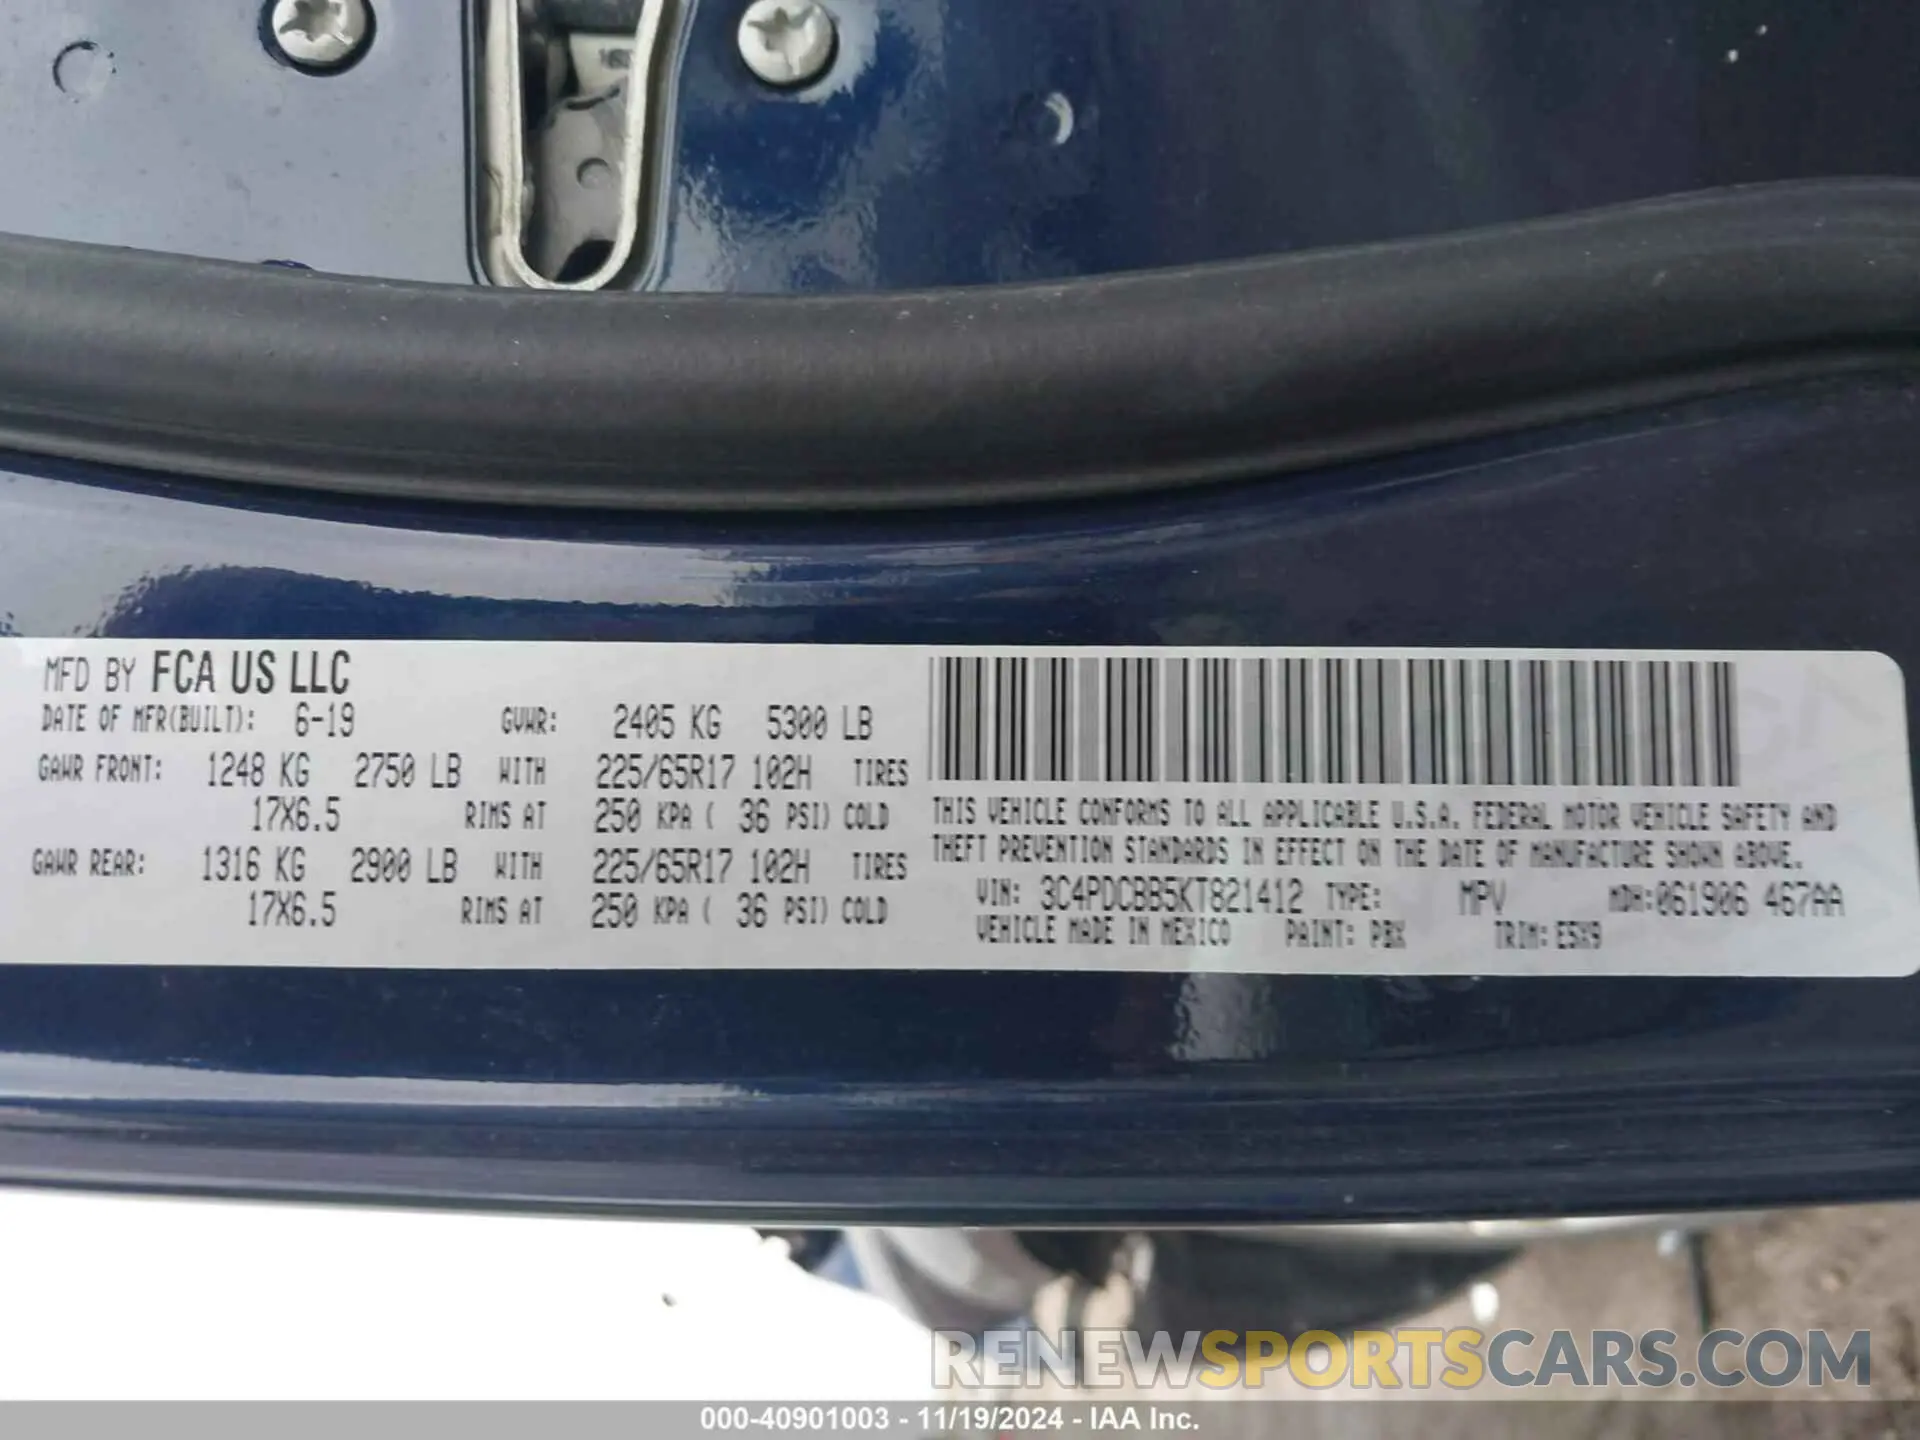 MFD BY FCA US LLC
DATE OF MFR(BUILT): 6-19 GVWR: 2405 KG 5300 LB
GAWR FRONT: 1248 KG 2750 LB WITH 225/65R17 102H TIRES
17X6.5 RIMS AT 250 KPA ( 36 PSI) COLD
GAWR REAR: 1316 KG 2900 LB WITH 225/65R17 102H TIRES
17X6.5 RIMS AT 250 KPA ( 36 PSI) COLD
THIS VEHICLE CONFORMS TO ALL APPLICABLE U.S.A. FEDERAL MOTOR VEHICLE SAFETY AND
THEFT PREVENTION STANDARDS IN EFFECT ON THE DATE OF MANUFACTURE SHOWN ABOVE.
VIN: 3C4PDCBB5KT821412 TYPE: MPV MDH:061906 467AA
VEHICLE MADE IN MEXICO PAINT: PBX TRIM: E5X9
RENEWSPORTSCARS.COM
000-40901003 - 11/19/2024 - IAA Inc.